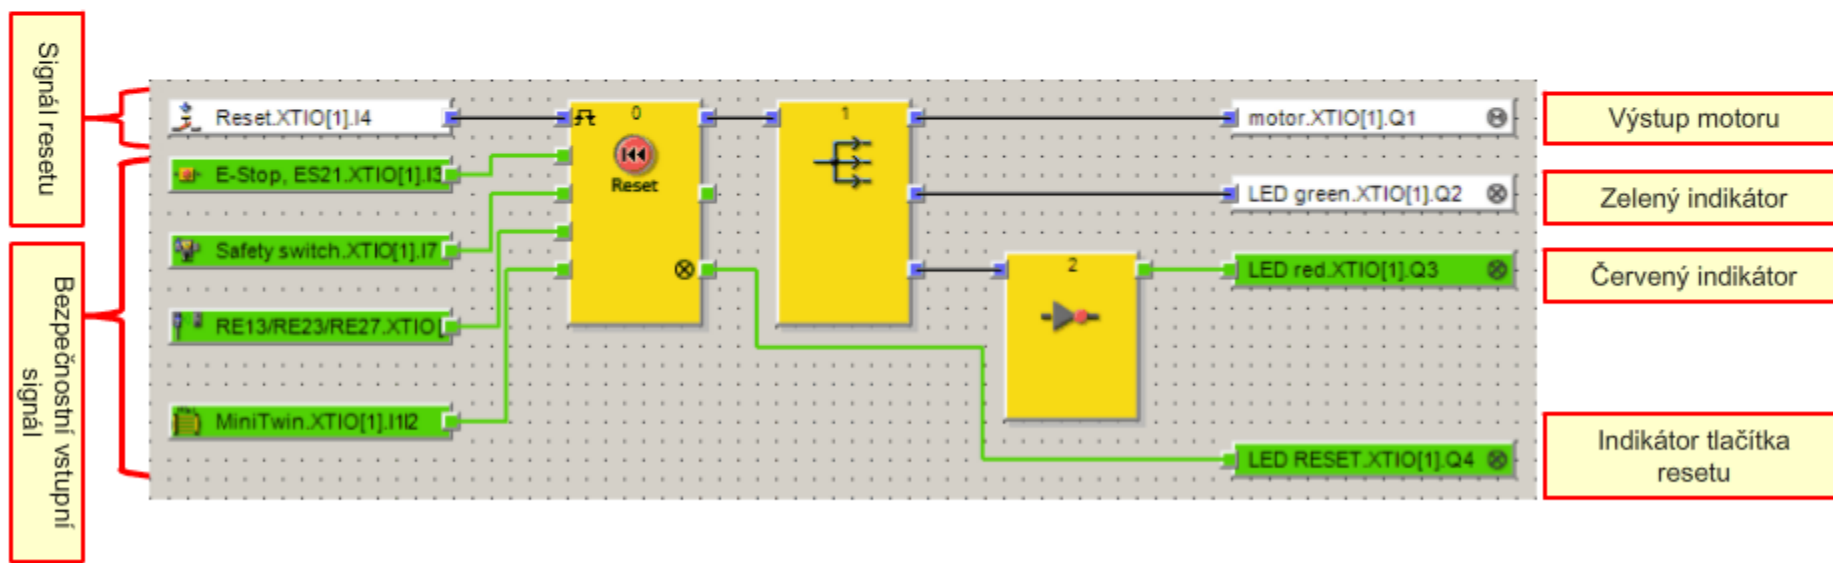 Signál resetu
Bezpečnostní vstupní
signál
Reset.XTIO[1].I4
E-Stop, ES21.XTIO[1].I3
Safety switch.XTIO[1].I7
RE13/RE23/RE27.XTIO[
MiniTwin.XTIO[1].I1I2
0
Reset
1
2
motor.XTIO[1].Q1
LED green.XTIO[1].Q2
LED red.XTIO[1].Q3
LED RESET.XTIO[1].Q4
Výstup motoru
Zelený indikátor
Červený indikátor
Indikátor tlačítka
resetu